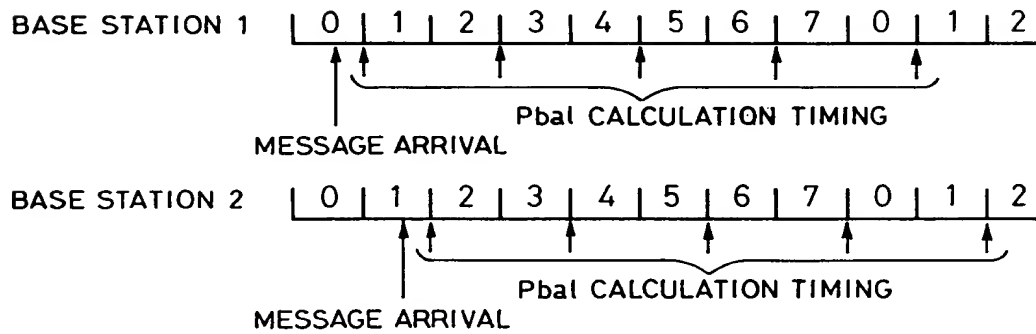 BASE STATION 1 0 1 2 3 4 5 6 7 0 1 2
Pbal CALCULATION TIMING
MESSAGE ARRIVAL
BASE STATION 2 0 1 2 3 4 5 6 7 0 1 2
Pbal CALCULATION TIMING
MESSAGE ARRIVAL